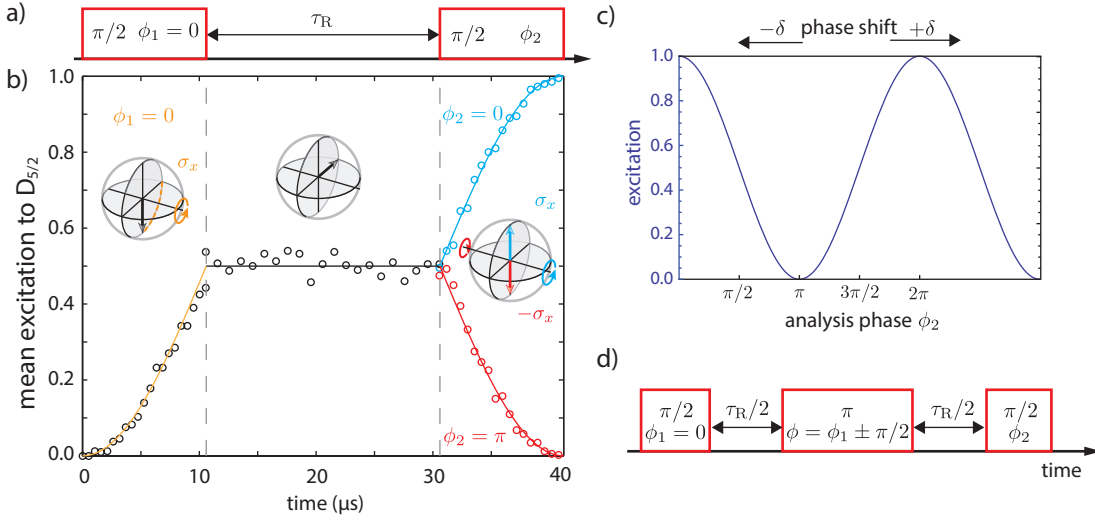 a)
π/2 ϕ₁ = 0
τ_R
π/2 ϕ₂
b)
mean excitation to D₅/₂
1.0
0.8
0.6
0.4
0.2
0.0
ϕ₁ = 0
σₓ
ϕ₂ = 0
σₓ
−σₓ
ϕ₂ = π
0
10
20
30
40
time (μs)
c)
−δ phase shift +δ
excitation
1.0
0.8
0.6
0.4
0.2
0.0
π/2
π
3π/2
2π
analysis phase ϕ₂
d)
π/2
ϕ₁ = 0
τ_R/2
π
ϕ = ϕ₁ ± π/2
τ_R/2
π/2
ϕ₂
time